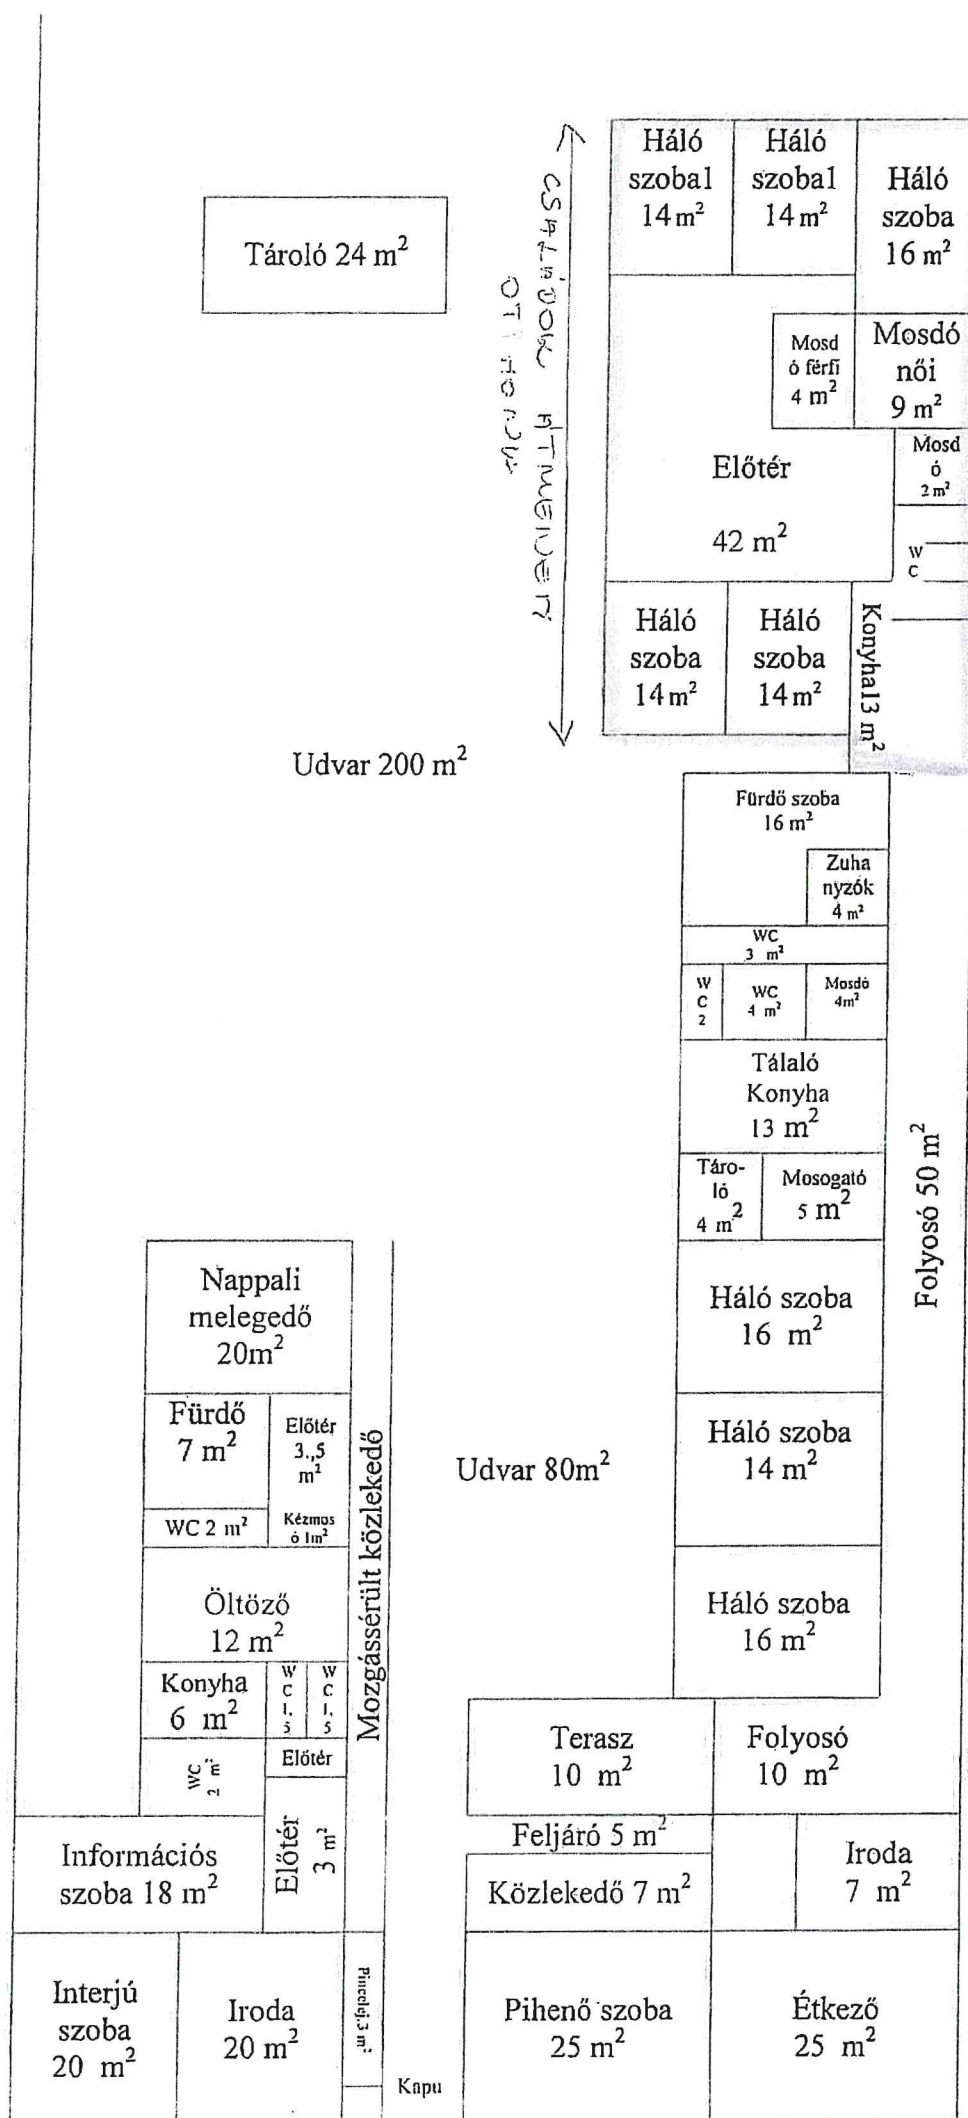 Háló
szoba1
14 m²
Háló
szoba1
14 m²
Háló
szoba
16 m²
Tároló 24 m²
CSALÁDOK ÁTMENETI
OTTHONA
Mosd
ó férfi
4 m²
Mosdó
női
9 m²
Előtér
42 m²
Mosd
ó
2 m²
W
C
Háló
szoba
14 m²
Háló
szoba
14 m²
Konyha13 m²
Udvar 200 m²
Fürdő szoba
16 m²
Zuha
nyzók
4 m²
WC
3 m²
W
C
2
WC
4 m²
Mosdó
4m²
Tálaló
Konyha
13 m²
Táro-
ló
4 m²
Mosogató
5 m²
Folyosó 50 m²
Háló szoba
16 m²
Háló szoba
14 m²
Háló szoba
16 m²
Nappali
melegedő
20m²
Fürdő
7 m²
Előtér
3.,5
m²
WC 2 m²
Kézmos
ó 1m²
Mozgássérült közlekedő
Udvar 80m²
Öltöző
12 m²
Konyha
6 m²
W
C
1,
5
W
C
1,
5
WC
2 m²
Előtér
Előtér
3 m²
Információs
szoba 18 m²
Terasz
10 m²
Folyosó
10 m²
Feljáró 5 m²
Közlekedő 7 m²
Iroda
7 m²
Interjú
szoba
20 m²
Iroda
20 m²
Pincelej.3 m²
Kapu
Pihenő szoba
25 m²
Étkező
25 m²